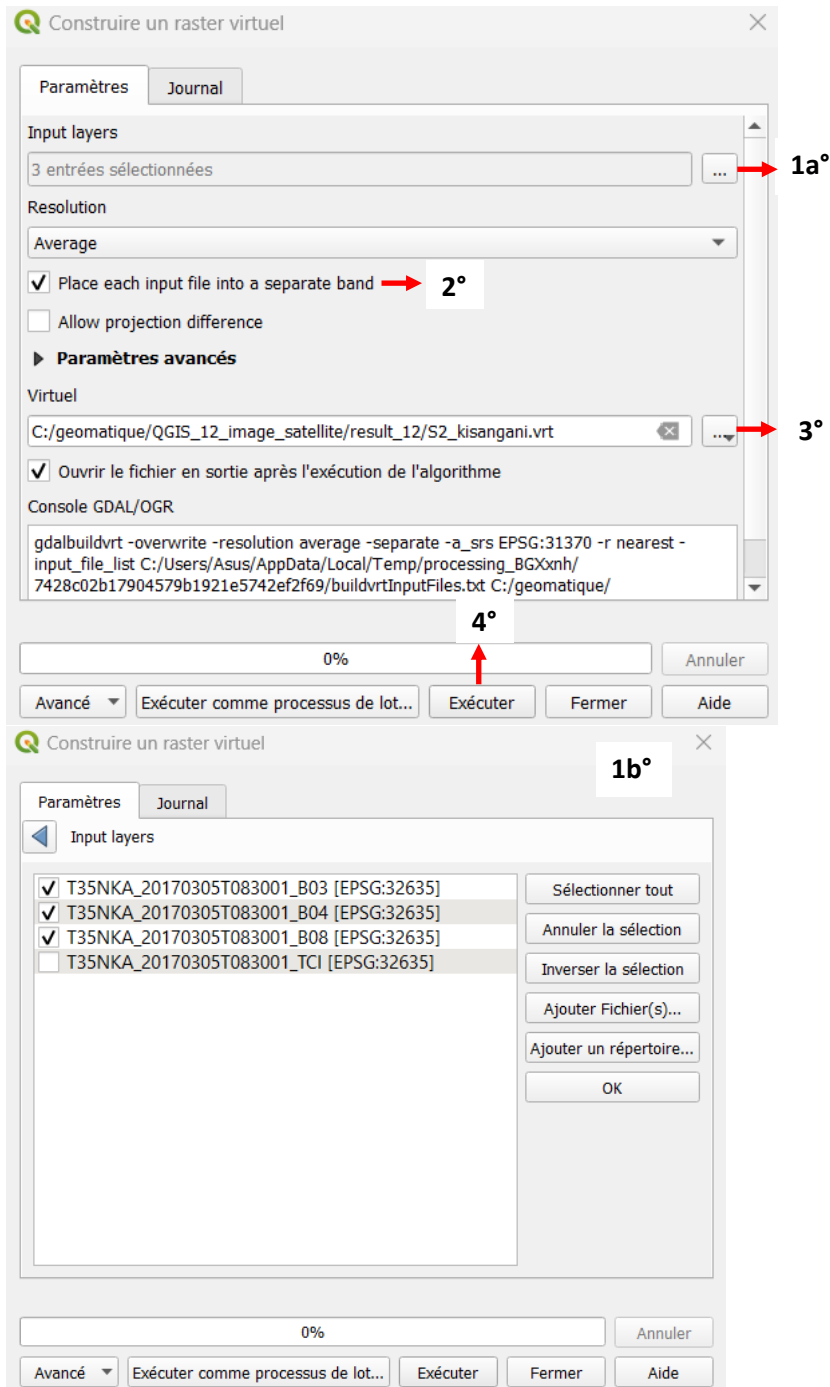 Construire un raster virtuel
Paramètres Journal
Input layers
3 entrées sélectionnées ... 1a°
Resolution
Average
Place each input file into a separate band 2°
Allow projection difference
Paramètres avancés
Virtuel
C:/geomatique/QGIS_12_image_satellite/result_12/S2_kisangani.vrt ... 3°
Ouvrir le fichier en sortie après l'exécution de l'algorithme
Console GDAL/OGR
gdalbuildvrt -overwrite -resolution average -separate -a_srs EPSG:31370 -r nearest -
input_file_list C:/Users/Asus/AppData/Local/Temp/processing_BGXxnh/
7428c02b17904579b1921e5742ef2f69/buildvrtInputFiles.txt C:/geomatique/
4°
0% Annuler
Avancé Exécuter comme processus de lot... Exécuter Fermer Aide
Construire un raster virtuel
1b°
Paramètres Journal
Input layers
T35NKA_20170305T083001_B03 [EPSG:32635] Sélectionner tout
T35NKA_20170305T083001_B04 [EPSG:32635]
Annuler la sélection
T35NKA_20170305T083001_B08 [EPSG:32635]
T35NKA_20170305T083001_TCI [EPSG:32635] Inverser la sélection
Ajouter Fichier(s)...
Ajouter un répertoire...
OK
0% Annuler
Avancé Exécuter comme processus de lot... Exécuter Fermer Aide